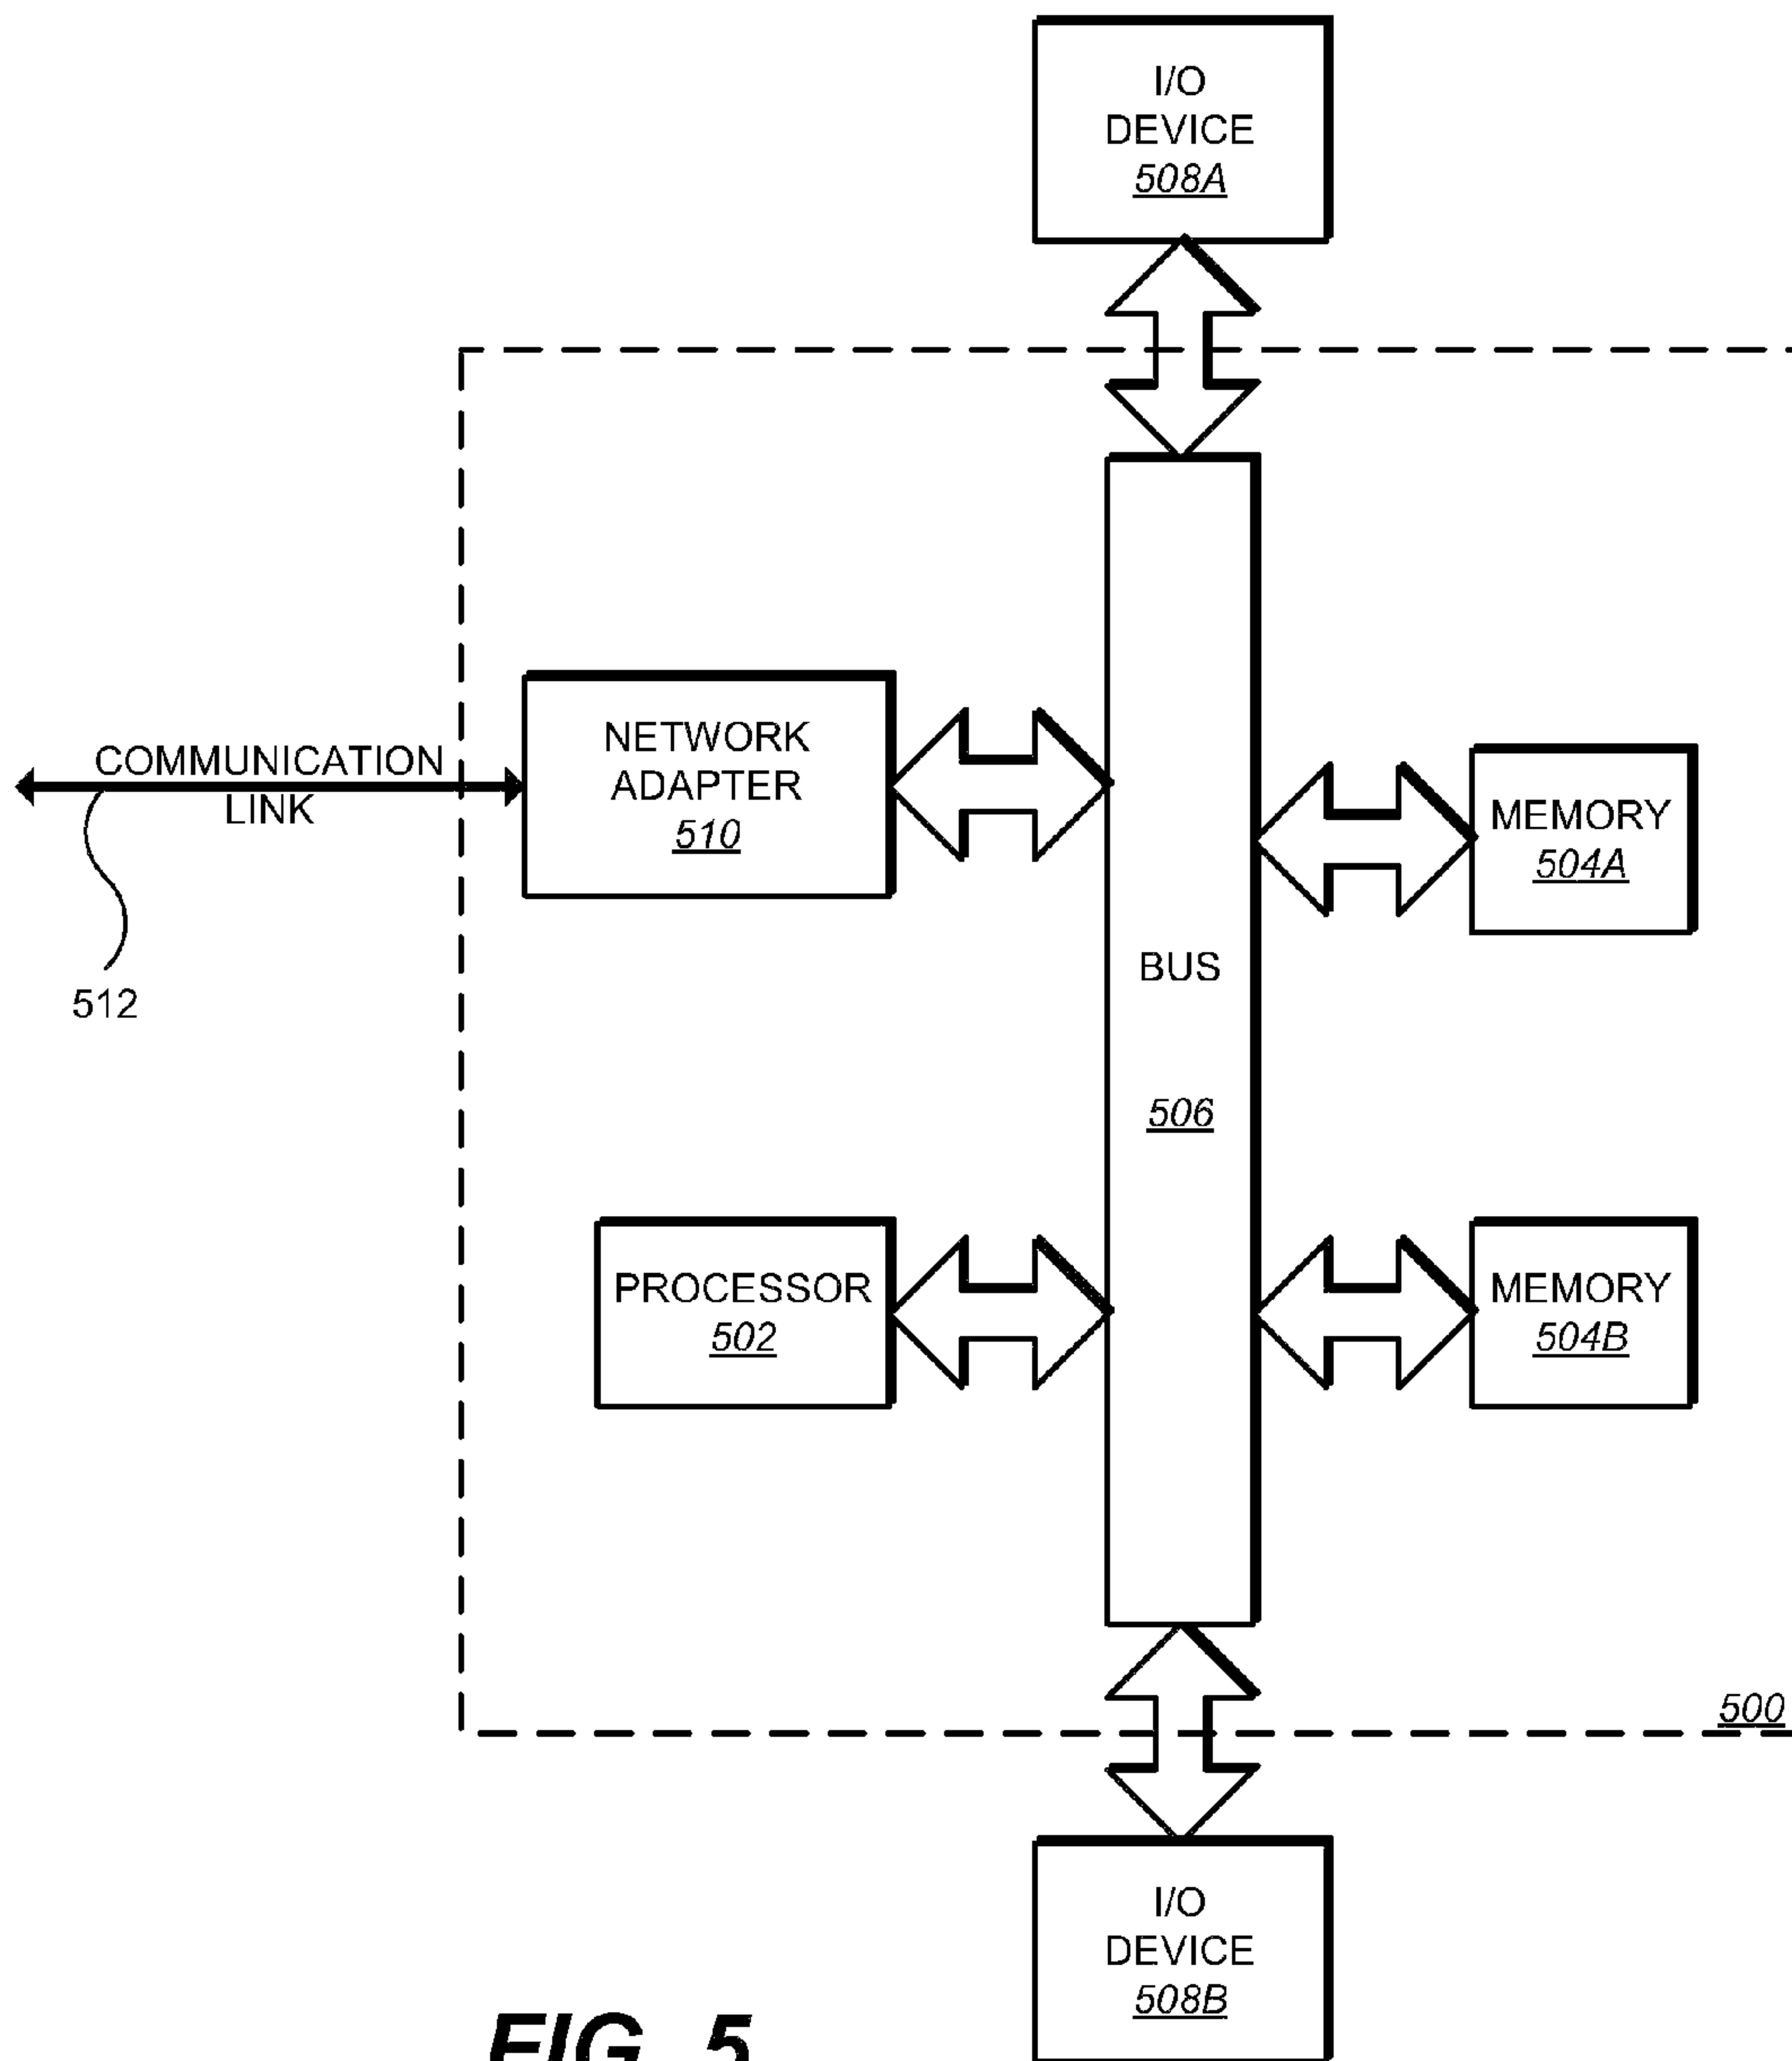 I/O
DEVICE
508A
COMMUNICATION
LINK
512
NETWORK
ADAPTER
510
MEMORY
504A
BUS
506
PROCESSOR
502
MEMORY
504B
500
I/O
DEVICE
508B
FIG. 5